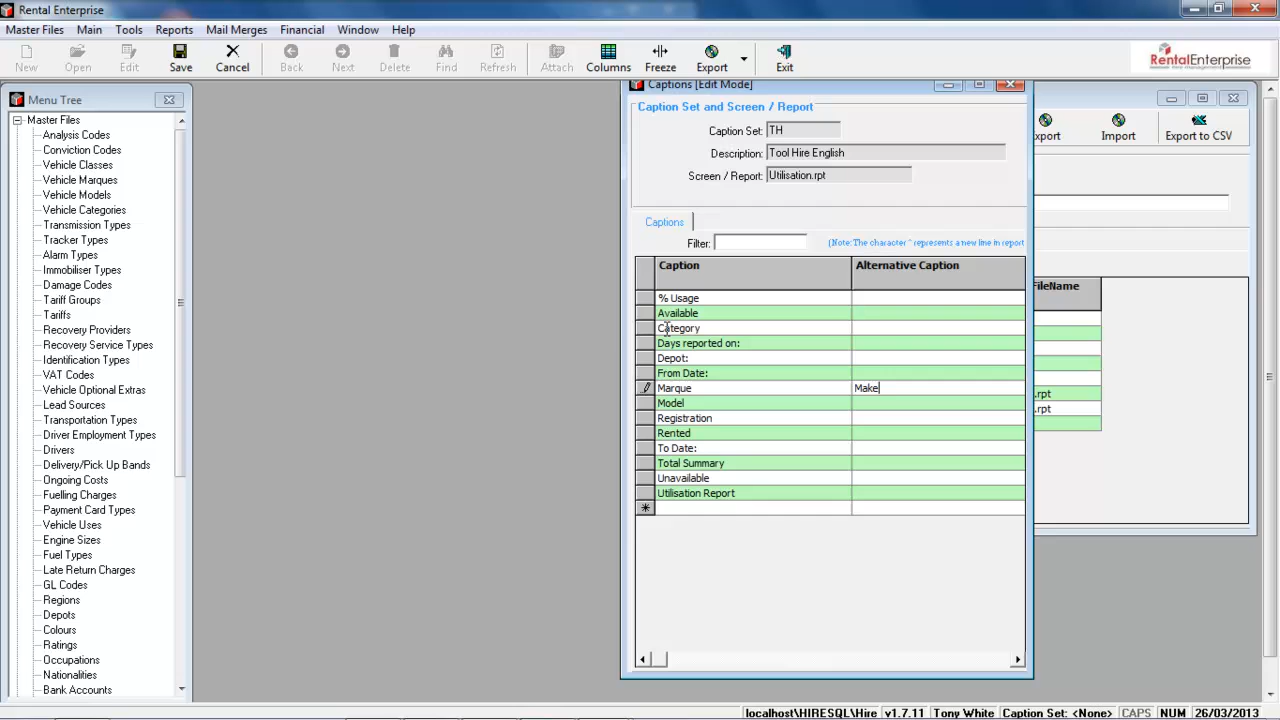 Rental Enterprise
Master Files Main Tools Reports Mail Merges Financial Window Help
New Open Edit Save Cancel Back Next Delete Find Refresh Attach Columns Freeze Export Exit
RentalEnterprise
Menu Tree
Master Files
Analysis Codes
Conviction Codes
Vehicle Classes
Vehicle Marques
Vehicle Models
Vehicle Categories
Transmission Types
Tracker Types
Alarm Types
Immobiliser Types
Damage Codes
Tariff Groups
Tariffs
Recovery Providers
Recovery Service Types
Identification Types
VAT Codes
Vehicle Optional Extras
Lead Sources
Transportation Types
Driver Employment Types
Drivers
Delivery/Pick Up Bands
Ongoing Costs
Fuelling Charges
Payment Card Types
Vehicle Uses
Engine Sizes
Fuel Types
Late Return Charges
GL Codes
Regions
Depots
Colours
Ratings
Occupations
Nationalities
Bank Accounts
Captions [Edit Mode]
Caption Set and Screen / Report
Caption Set: TH
Description: Tool Hire English
Screen / Report: Utilisation.rpt
Captions
Filter: (Note: The character ^ represents a new line in report
Caption Alternative Caption
% Usage
Available
Category
Days reported on:
Depot:
From Date:
Marque Make
Model
Registration
Rented
To Date:
Total Summary
Unavailable
Utilisation Report
xport Import Export to CSV
FileName
.rpt
.rpt
localhost\HIRESQL\Hire v1.7.11 Tony White Caption Set: <None> CAPS NUM 26/03/2013